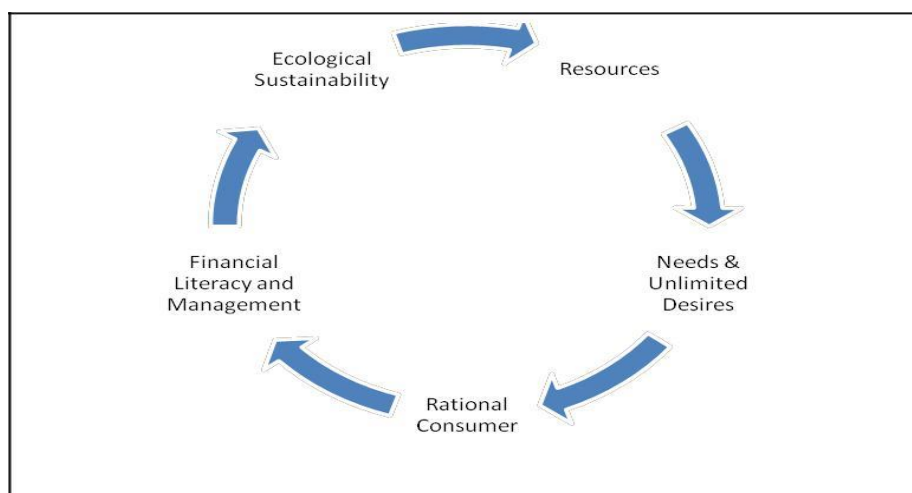 Ecological
Sustainability
Resources
Needs &
Unlimited
Desires
Rational
Consumer
Financial
Literacy and
Management